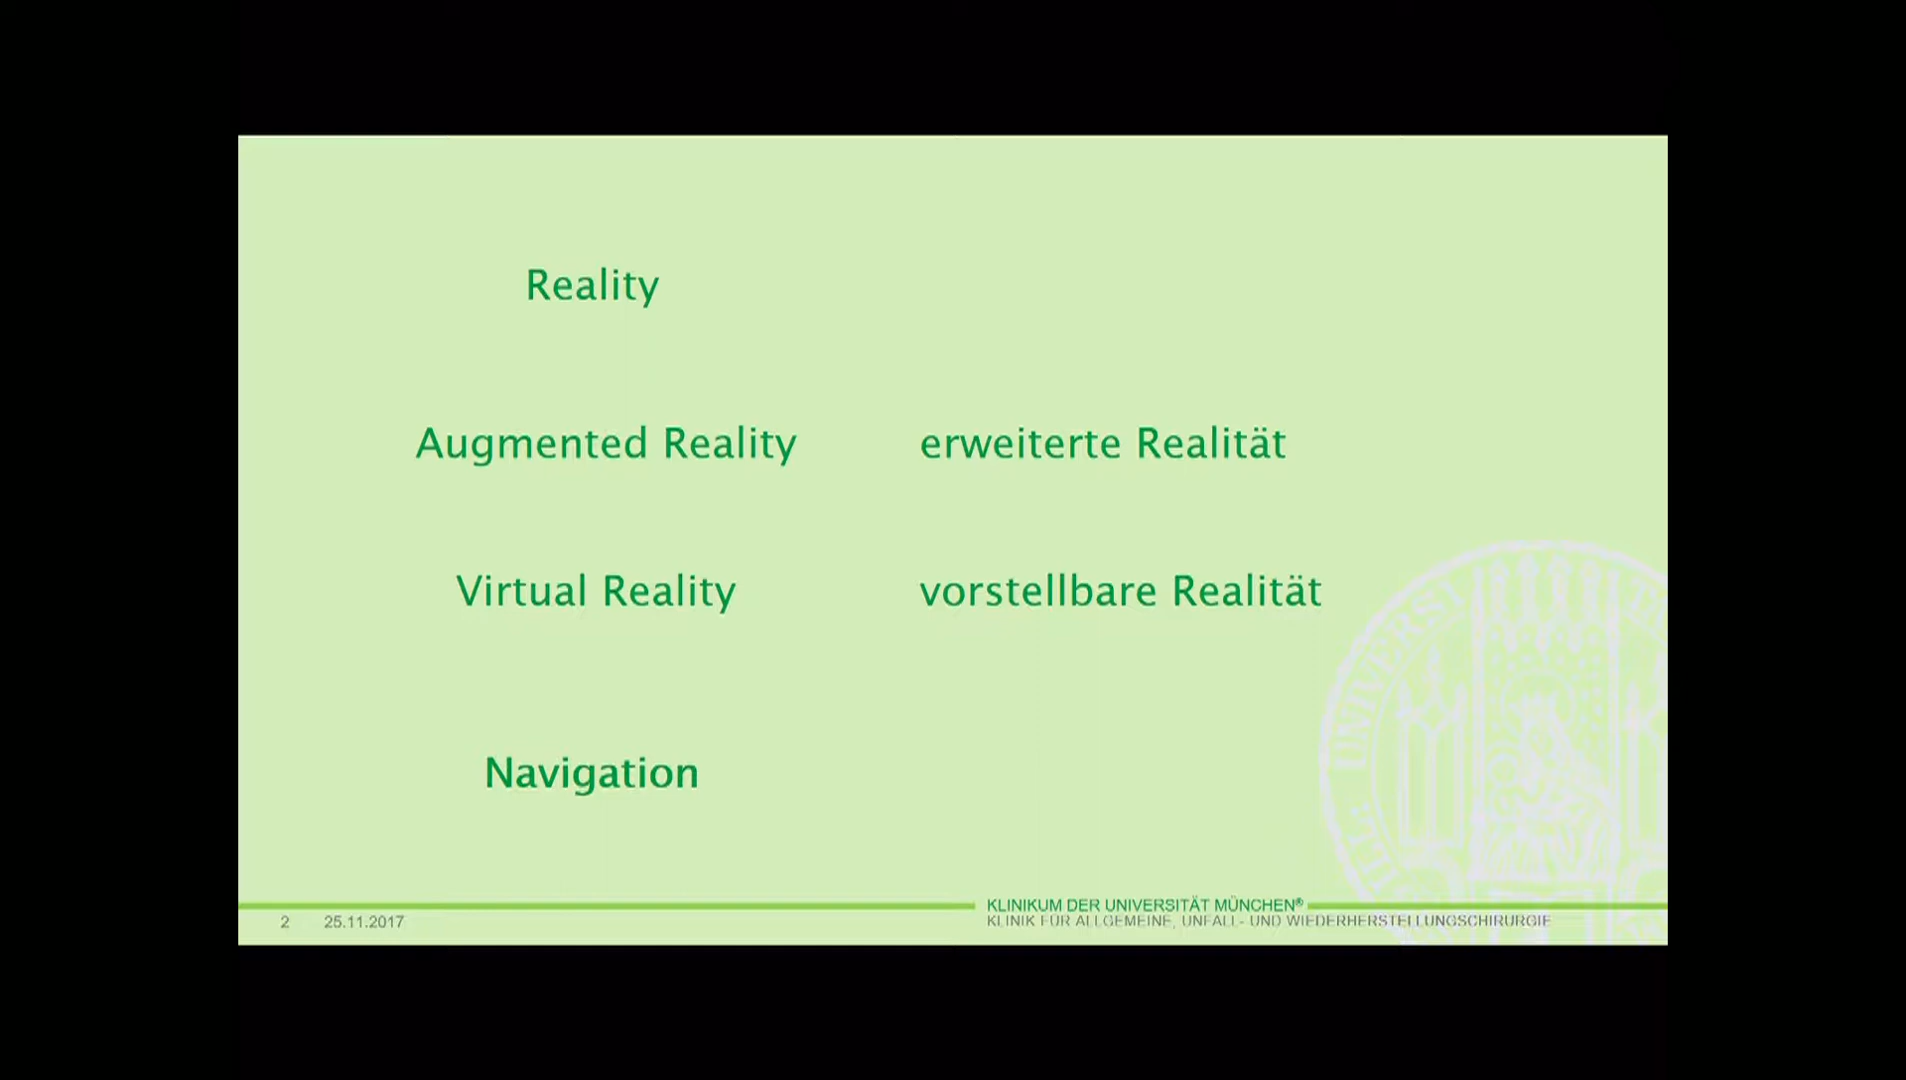 Reality
Augmented Reality erweiterte Realität
Virtual Reality vorstellbare Realität
Navigation
KLINIKUM DER UNIVERSITÄT MÜNCHEN®
2 25.11.2017 KLINIK FÜR ALLGEMEINE, UNFALL- UND WIEDERHERSTELLUNGSCHIRURGIE